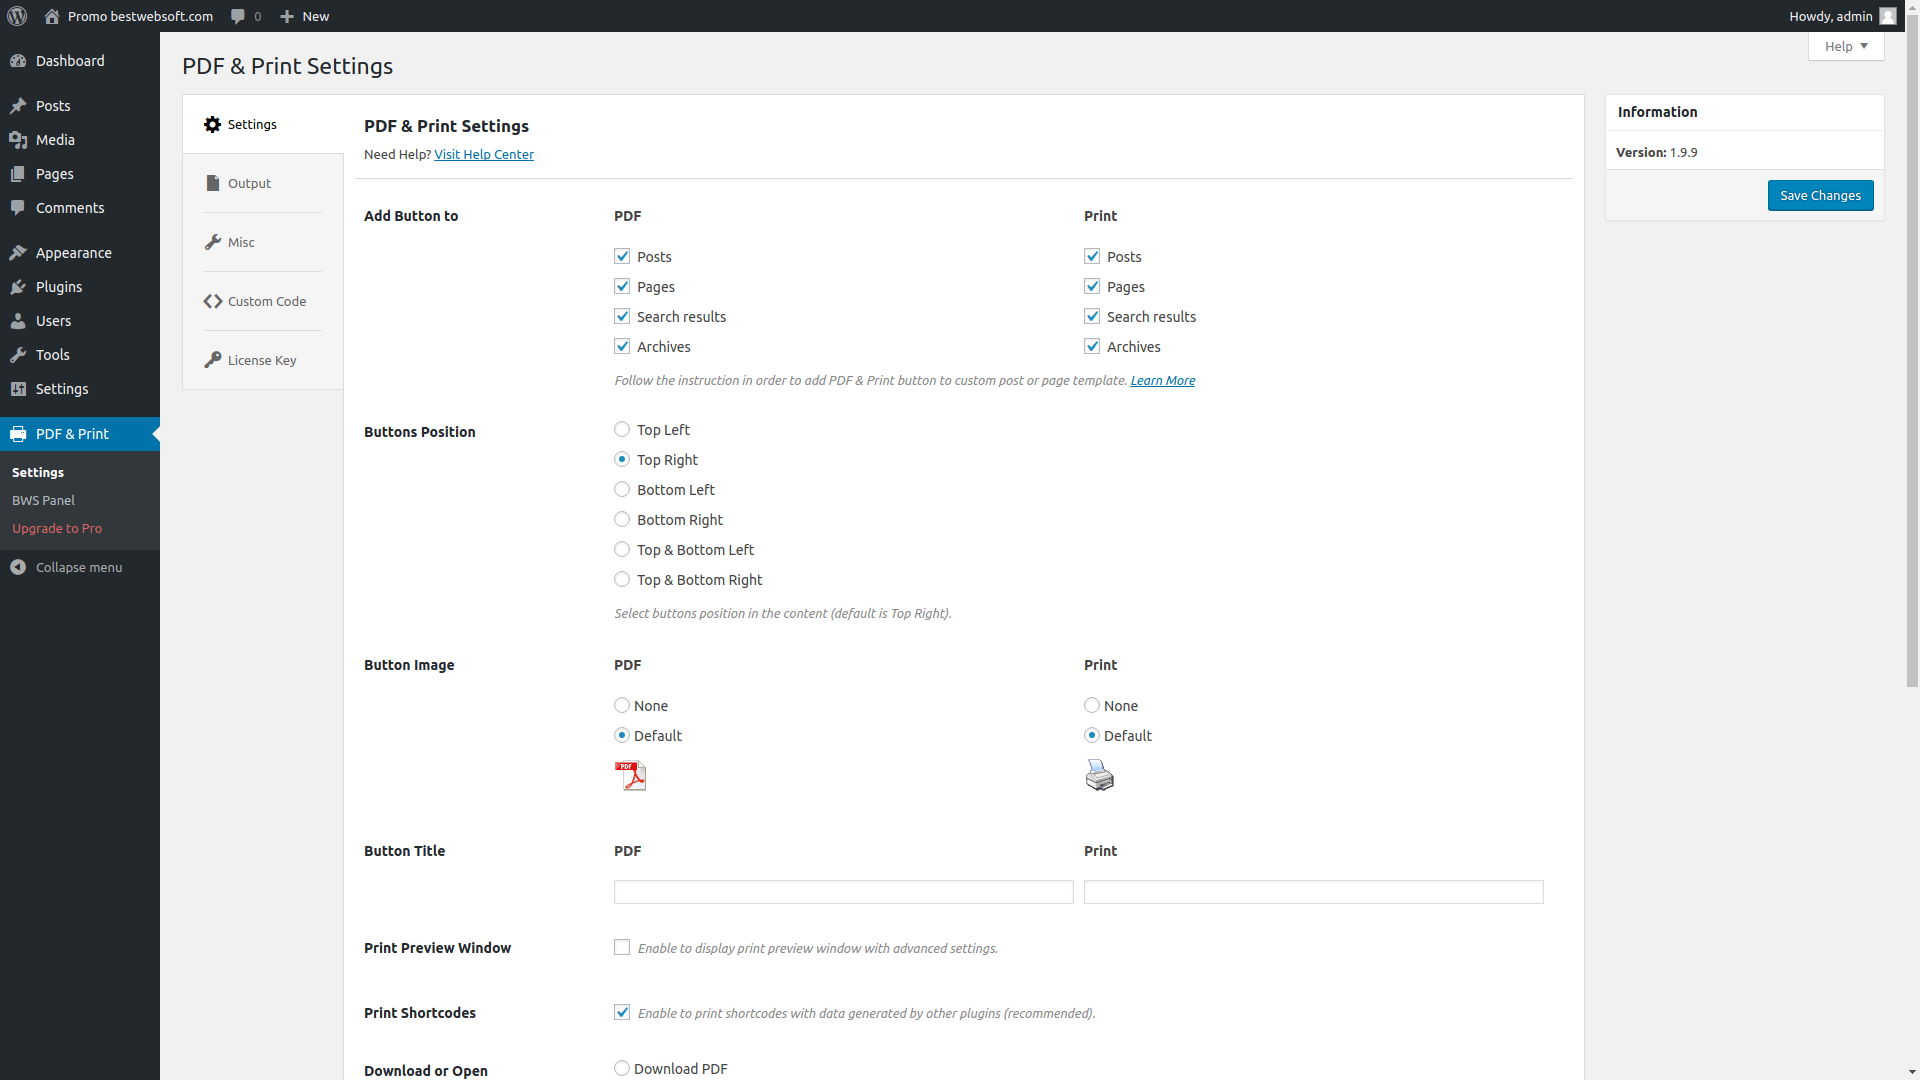 Promo bestwebsoft.com
0
New
Howdy, admin
Help
Dashboard
Posts
Media
Pages
Comments
Appearance
Plugins
Users
Tools
Settings
PDF & Print
Settings
BWS Panel
Upgrade to Pro
Collapse menu
PDF & Print Settings
Settings
Output
Misc
Custom Code
License Key
PDF & Print Settings
Need Help? Visit Help Center
Add Button to
PDF
Print
Posts
Posts
Pages
Pages
Search results
Search results
Archives
Archives
Follow the instruction in order to add PDF & Print button to custom post or page template. Learn More
Buttons Position
Top Left
Top Right
Bottom Left
Bottom Right
Top & Bottom Left
Top & Bottom Right
Select buttons position in the content (default is Top Right).
Button Image
PDF
Print
None
None
Default
Default
PDF
Button Title
PDF
Print
Print Preview Window
Enable to display print preview window with advanced settings.
Print Shortcodes
Enable to print shortcodes with data generated by other plugins (recommended).
Download or Open
Download PDF
Information
Version: 1.9.9
Save Changes